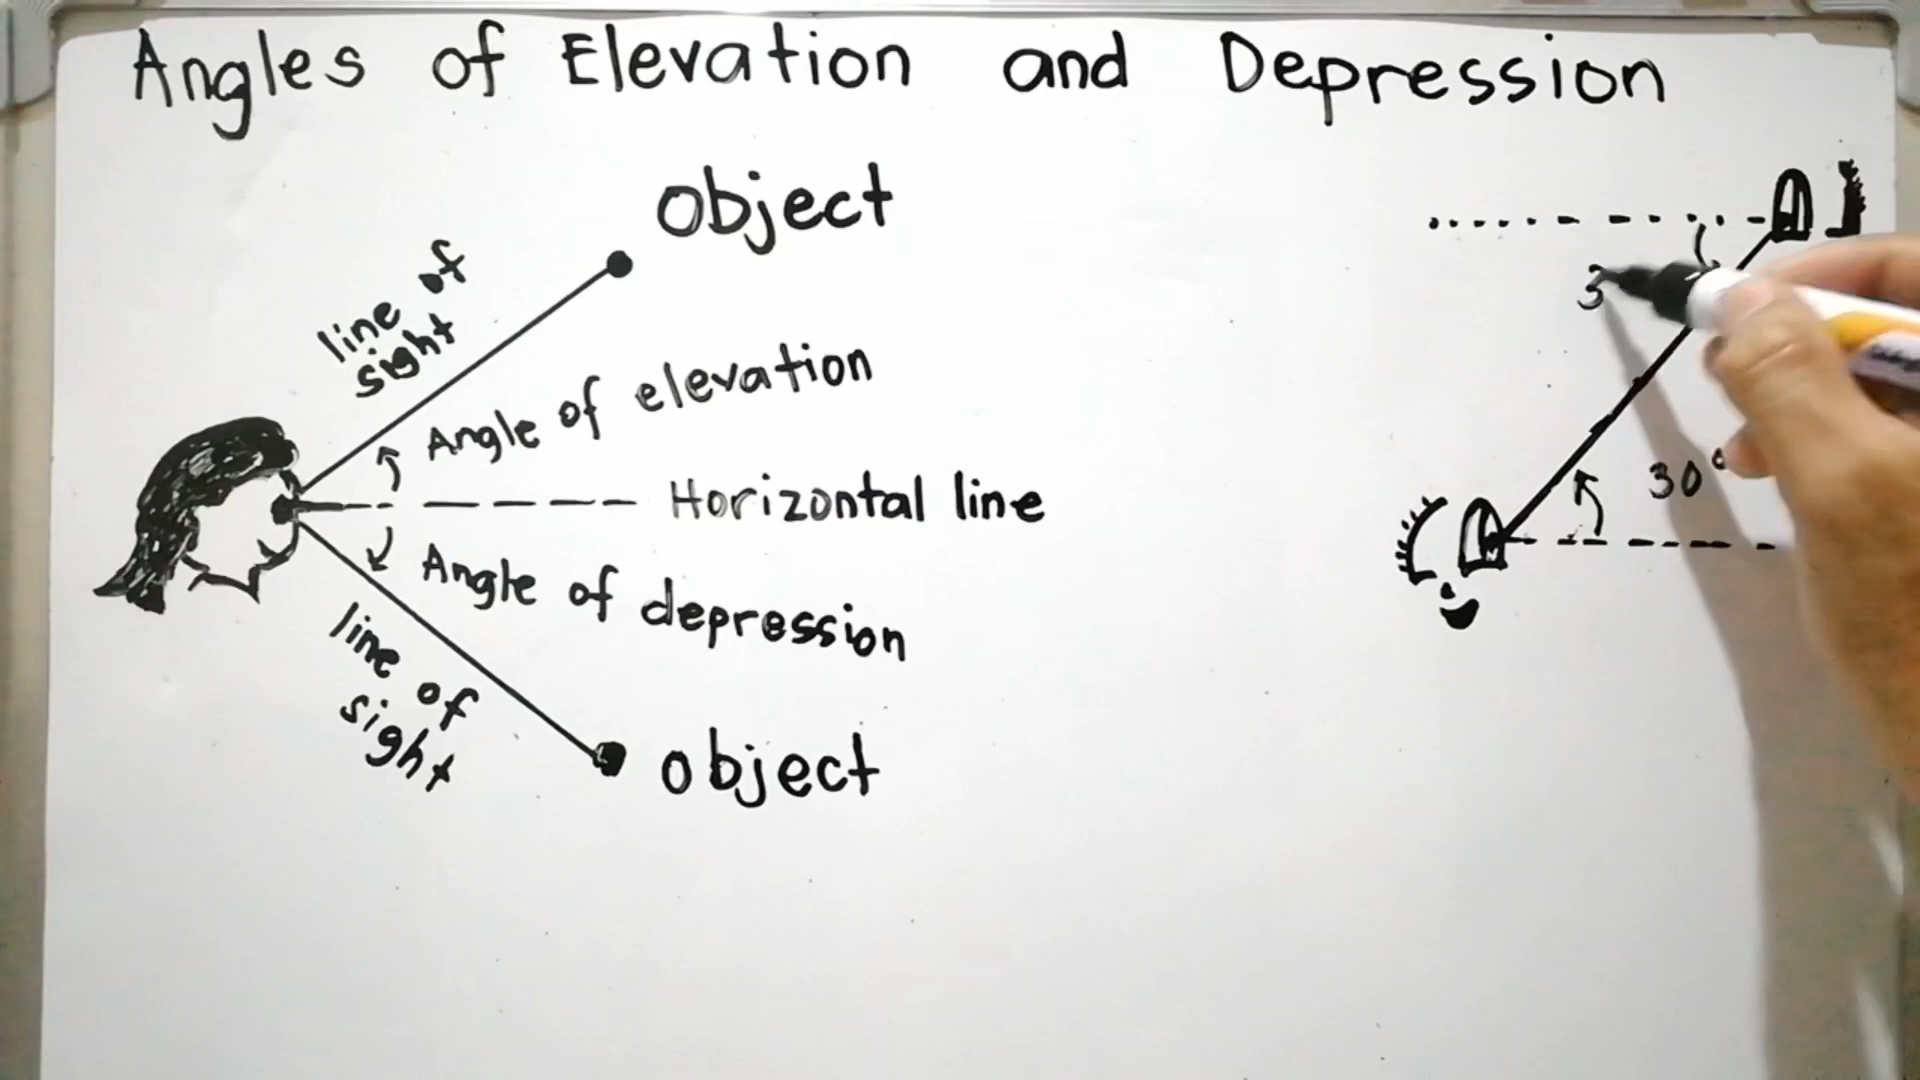 Angles of Elevation and Depression
object
line of
sight
Angle of elevation
Horizontal line
Angle of depression
line of
sight
object
3
30°